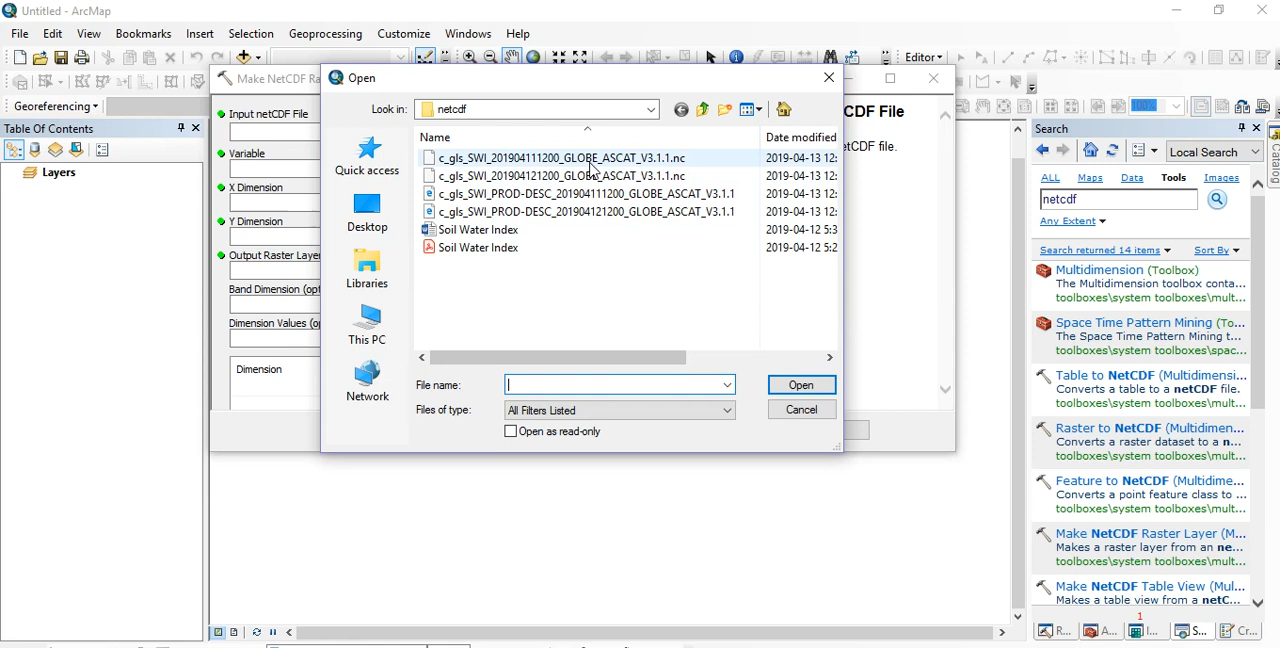 Untitled - ArcMap
File Edit View Bookmarks Insert Selection Geoprocessing Customize Windows Help
Editor
Georeferencing
100%
Table Of Contents
Layers
Make NetCDF Ra
Input netCDF File
Variable
X Dimension
Y Dimension
Output Raster Laye
Band Dimension (opt
Dimension Values (op
Dimension
CDF File
etCDF file.
Open
Look in: netcdf
Quick access
Desktop
Libraries
This PC
Network
Name Date modified
c_gls_SWI_201904111200_GLOBE_ASCAT_V3.1.1.nc 2019-04-13 12:
c_gls_SWI_201904121200_GLOBE_ASCAT_V3.1.1.nc 2019-04-13 12:
c_gls_SWI_PROD-DESC_201904111200_GLOBE_ASCAT_V3.1.1 2019-04-13 12:
c_gls_SWI_PROD-DESC_201904121200_GLOBE_ASCAT_V3.1.1 2019-04-13 12:
Soil Water Index 2019-04-12 5:3
Soil Water Index 2019-04-12 5:2
File name: Open
Files of type: All Filters Listed Cancel
Open as read-only
Search
Local Search
ALL Maps Data Tools Images
netcdf
Any Extent
Search returned 14 items Sort By
Multidimension (Toolbox)
The Multidimension toolbox conta...
toolboxes\system toolboxes\mult...
Space Time Pattern Mining (To...
The Space Time Pattern Mining t...
toolboxes\system toolboxes\spac...
Table to NetCDF (Multidimensi...
Converts a table to a netCDF file.
toolboxes\system toolboxes\mult...
Raster to NetCDF (Multidimen...
Converts a raster dataset to a n...
toolboxes\system toolboxes\mult...
Feature to NetCDF (Multidime...
Converts a point feature class to ...
toolboxes\system toolboxes\mult...
Make NetCDF Raster Layer (M...
Makes a raster layer from an ne...
toolboxes\system toolboxes\mult...
Make NetCDF Table View (Mul...
Makes a table view from a netC...
1
R... A... I... S... Cr...
Catalog